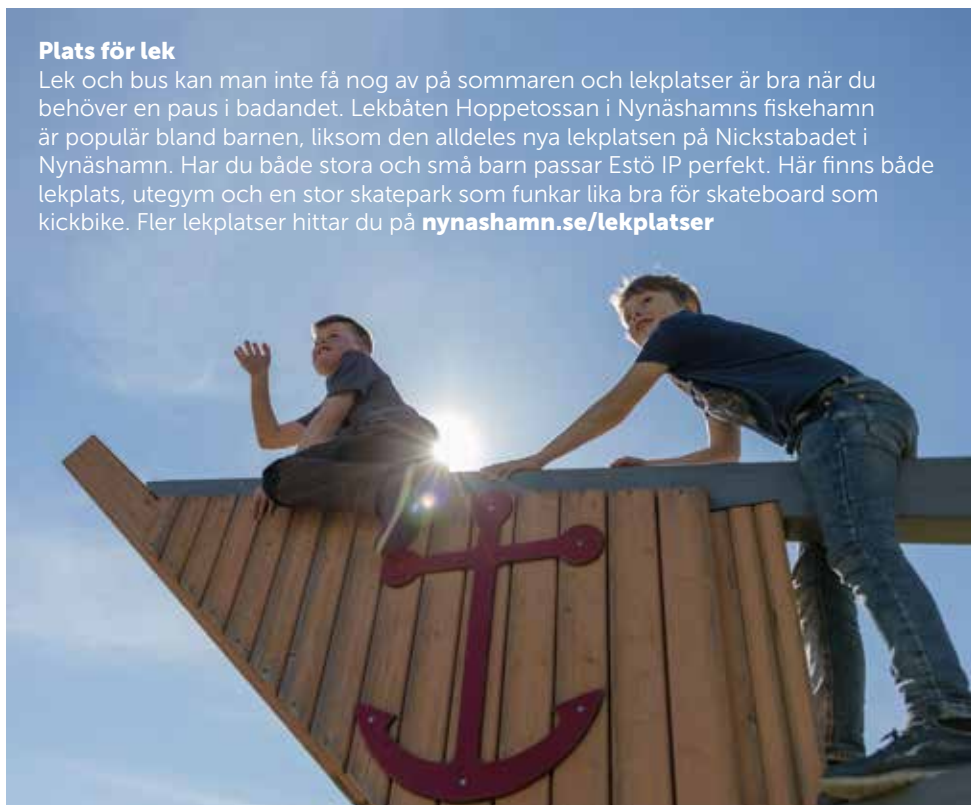 Plats för lek
Lek och bus kan man inte få nog av på sommaren och lekplatser är bra när du
behöver en paus i badandet. Lekbåten Hoppetossan i Nynäshamns fiskehamn
är populär bland barnen, liksom den alldeles nya lekplatsen på Nickstabadet i
Nynäshamn. Har du både stora och små barn passar Estö IP perfekt. Här finns både
lekplats, utegym och en stor skatepark som funkar lika bra för skateboard som
kickbike. Fler lekplatser hittar du på nynashamn.se/lekplatser